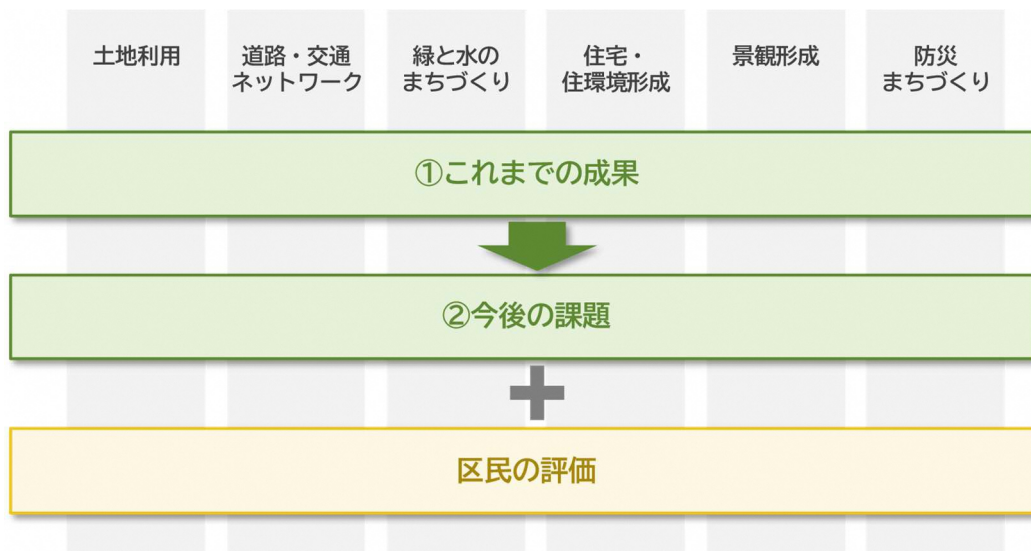 土地利用
道路・交通
ネットワーク
緑と水の
まちづくり
住宅・
住環境形成
景観形成
防災
まちづくり
①これまでの成果
②今後の課題
区民の評価